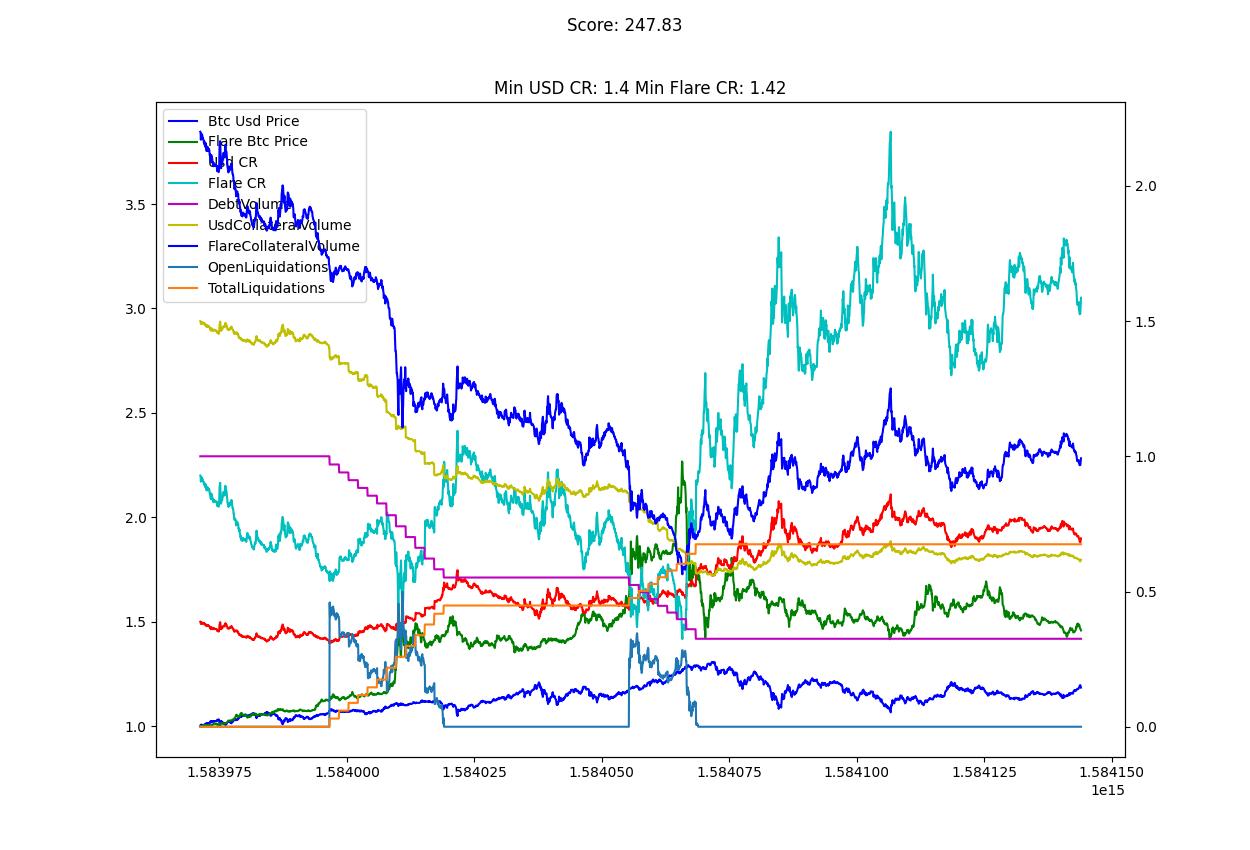 Score: 247.83
Min USD CR: 1.4 Min Flare CR: 1.42
Btc Usd Price
Flare Btc Price
Usd CR
Flare CR
DebtVolume
UsdCollateralVolume
FlareCollateralVolume
OpenLiquidations
TotalLiquidations
3.5
3.0
2.5
2.0
1.5
1.0
2.0
1.5
1.0
0.5
0.0
1.583975 1.584000 1.584025 1.584050 1.584075 1.584100 1.584125 1.584150
1e15